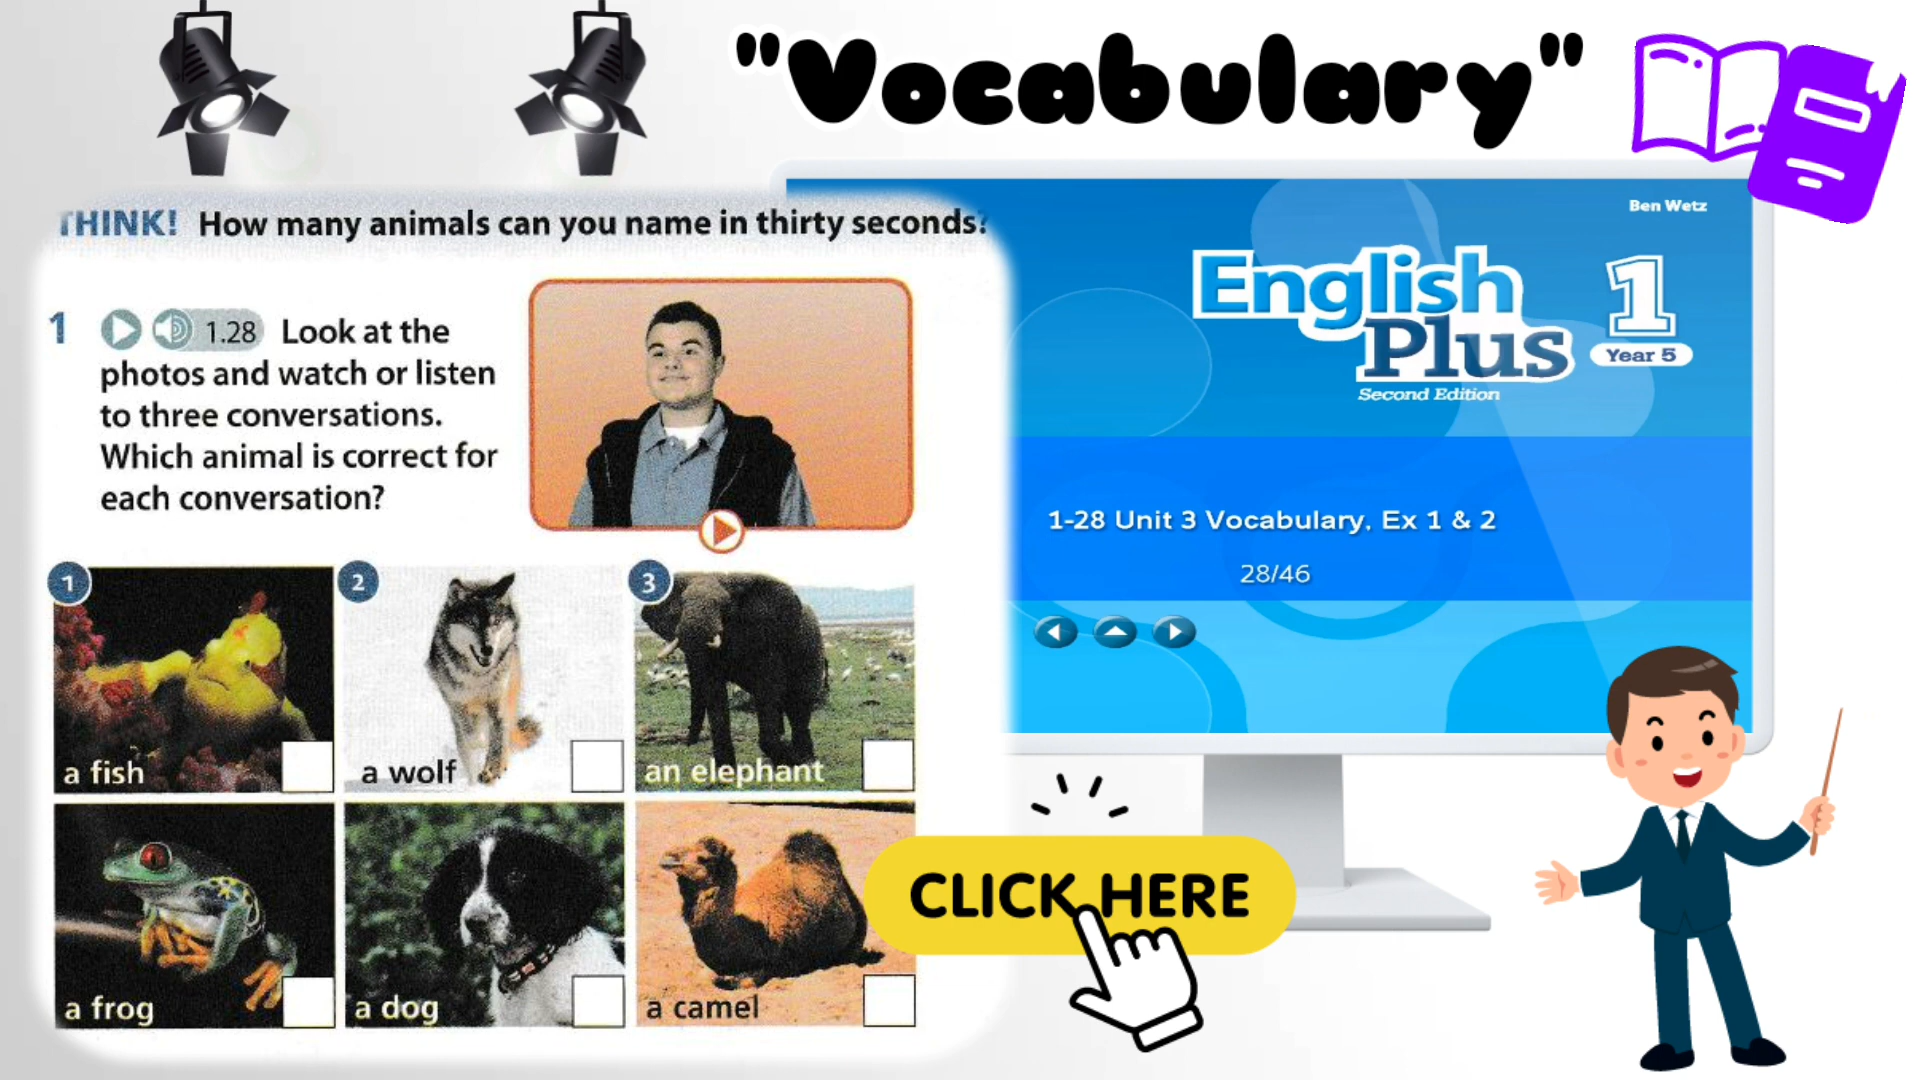 "Vocabulary"
THINK! How many animals can you name in thirty seconds?
1 1.28 Look at the
photos and watch or listen
to three conversations.
Which animal is correct for
each conversation?
1
a fish
2
a wolf
3
an elephant
a frog
a dog
a camel
Ben Wetz
English
Plus
1
Year 5
Second Edition
1-28 Unit 3 Vocabulary, Ex 1 & 2
28/46
CLICK HERE